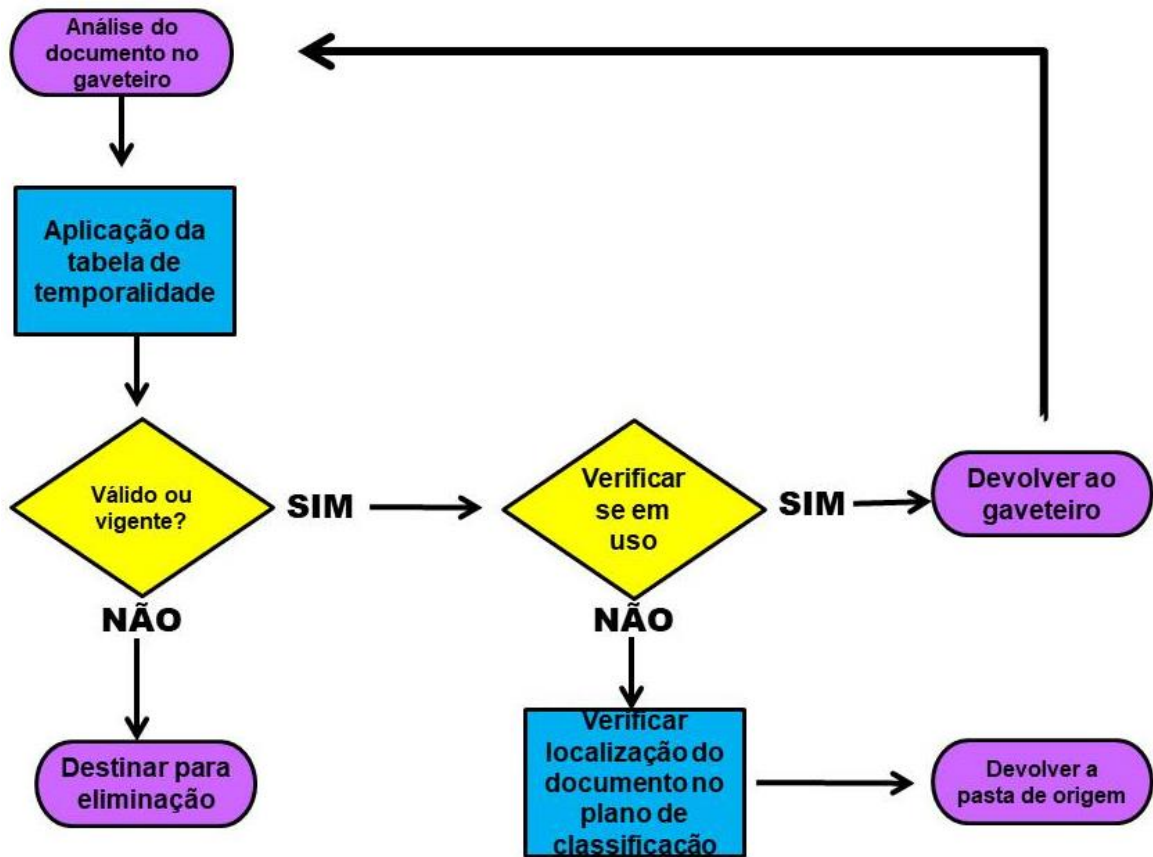 Análise do
documento no
gaveteiro
Aplicação da
tabela de
temporalidade
Válido ou
vigente?
SIM
Verificar
se em
uso
SIM
Devolver ao
gaveteiro
NÃO
NÃO
Destinar para
eliminação
Verificar
localização do
documento no
plano de
classificação
Devolver a
pasta de origem